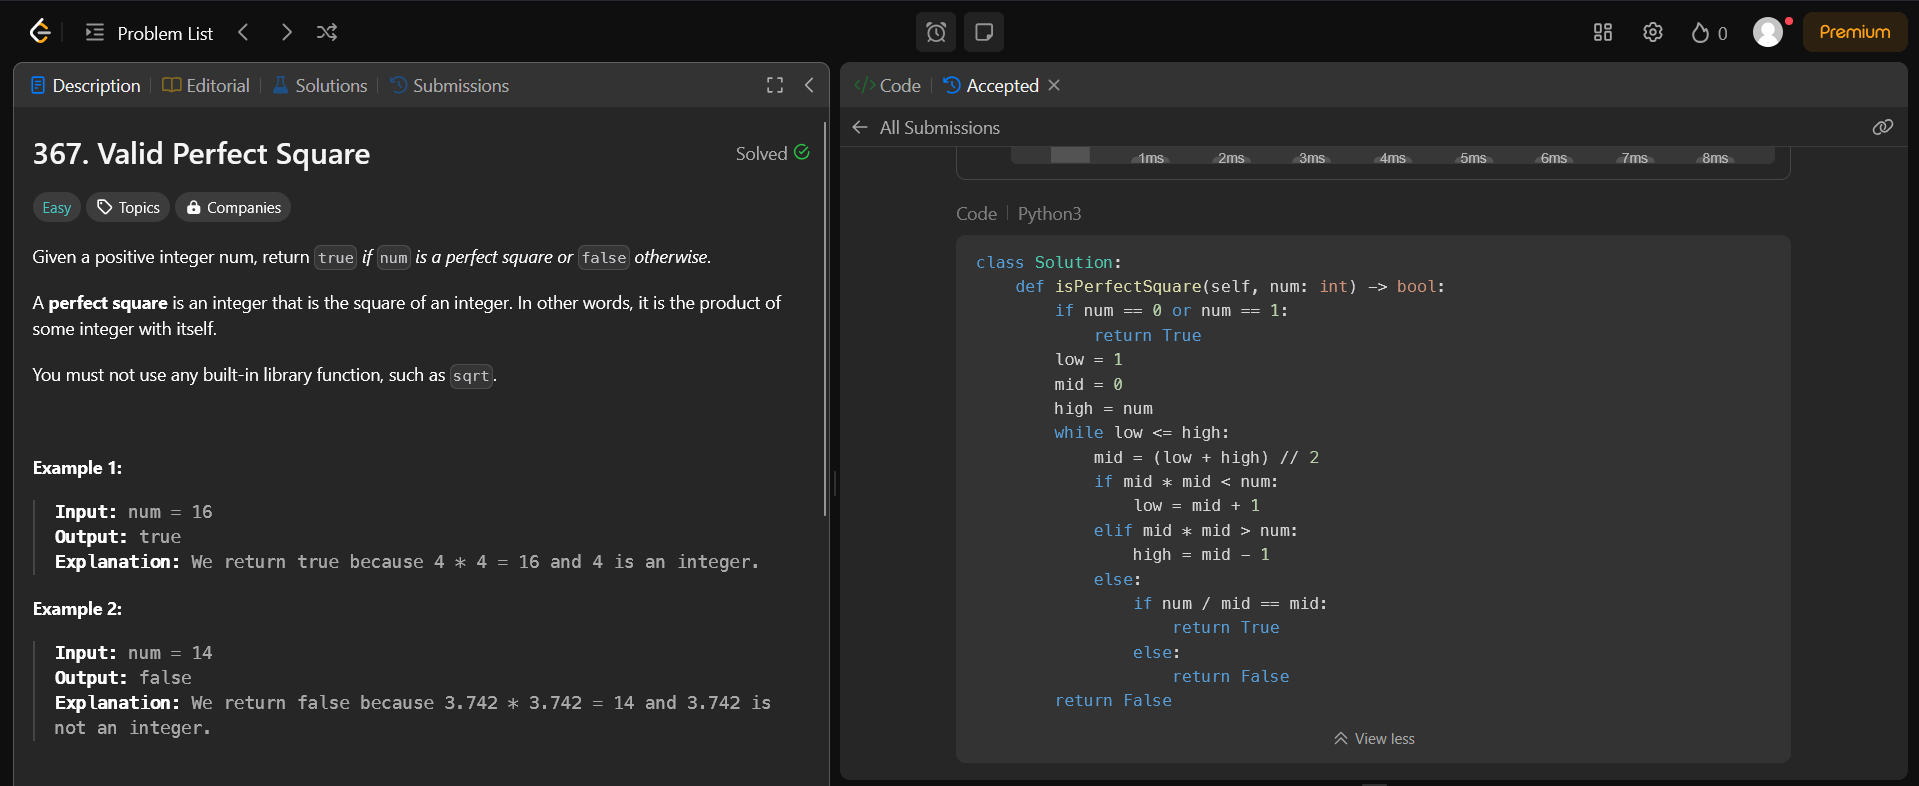 Problem List
0
Premium
Description
Editorial
Solutions
Submissions
367. Valid Perfect Square
Solved
Easy
Topics
Companies
Given a positive integer num, return true if num is a perfect square or false otherwise.
A perfect square is an integer that is the square of an integer. In other words, it is the product of
some integer with itself.
You must not use any built-in library function, such as sqrt.
Example 1:
Input: num = 16
Output: true
Explanation: We return true because 4 * 4 = 16 and 4 is an integer.
Example 2:
Input: num = 14
Output: false
Explanation: We return false because 3.742 * 3.742 = 14 and 3.742 is
not an integer.
</> Code
Accepted
All Submissions
1ms 2ms 3ms 4ms 5ms 6ms 7ms 8ms
Code
Python3
class Solution:
    def isPerfectSquare(self, num: int) -> bool:
        if num == 0 or num == 1:
            return True
        low = 1
        mid = 0
        high = num
        while low <= high:
            mid = (low + high) // 2
            if mid * mid < num:
                low = mid + 1
            elif mid * mid > num:
                high = mid - 1
            else:
                if num / mid == mid:
                    return True
                else:
                    return False
        return False
View less